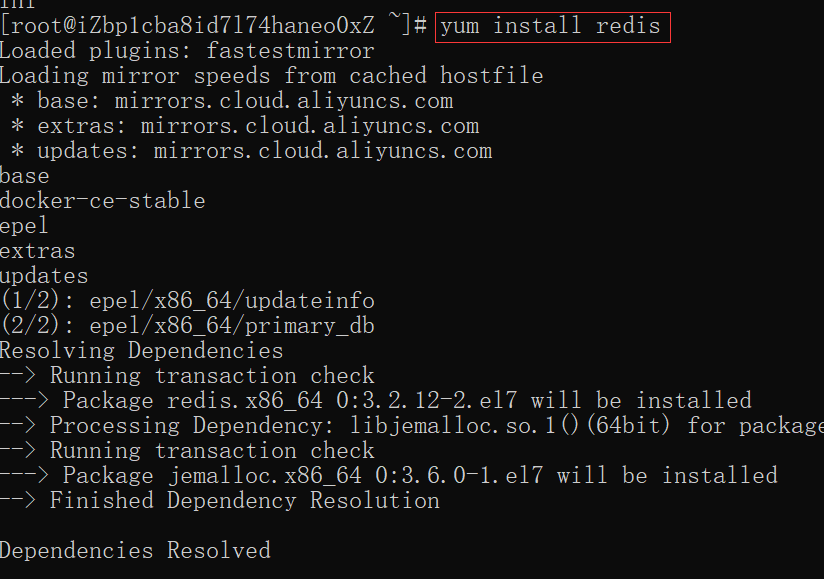 [root@iZbp1cba8id7l74haneo0xZ ~]# yum install redis
Loaded plugins: fastestmirror
Loading mirror speeds from cached hostfile
 * base: mirrors.cloud.aliyuncs.com
 * extras: mirrors.cloud.aliyuncs.com
 * updates: mirrors.cloud.aliyuncs.com
base
docker-ce-stable
epel
extras
updates
(1/2): epel/x86_64/updateinfo
(2/2): epel/x86_64/primary_db
Resolving Dependencies
--> Running transaction check
---> Package redis.x86_64 0:3.2.12-2.el7 will be installed
--> Processing Dependency: libjemalloc.so.1()(64bit) for package
--> Running transaction check
---> Package jemalloc.x86_64 0:3.6.0-1.el7 will be installed
--> Finished Dependency Resolution
Dependencies Resolved